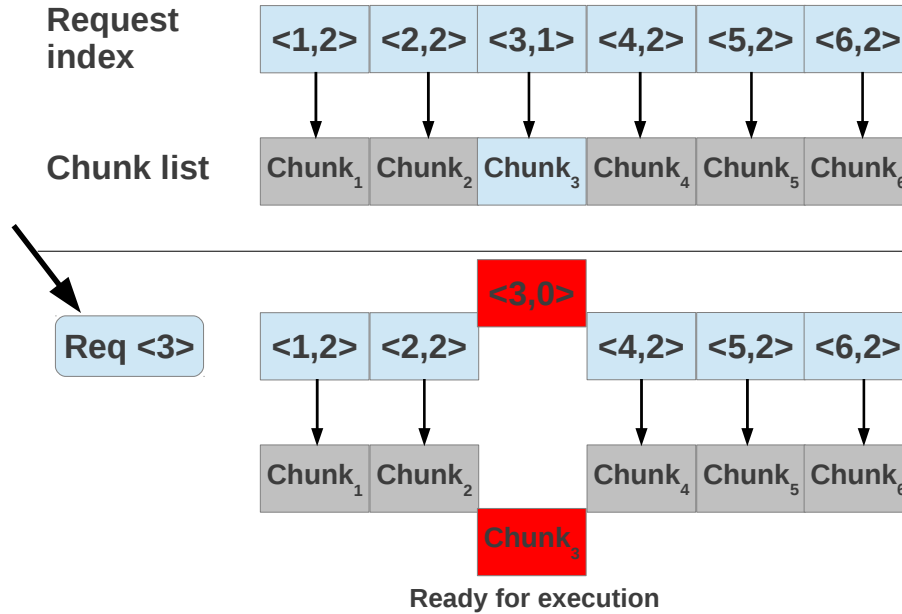 Request index
<1,2> <2,2> <3,1> <4,2> <5,2> <6,2>
Chunk list
Chunk1 Chunk2 Chunk3 Chunk4 Chunk5 Chunk6
<3,0>
Req <3>
<1,2> <2,2> <4,2> <5,2> <6,2>
Chunk1 Chunk2 Chunk4 Chunk5 Chunk6
Chunk3
Ready for execution